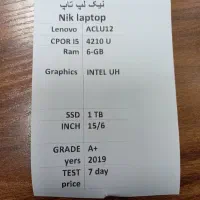 نیک لپ تاپ
Nik laptop
Lenovo ACLU12
CPOR I5 4210 U
Ram 6-GB
Graphics INTEL UH
SSD 1 TB
INCH 15/6
GRADE A+
yers 2019
TEST 7 day
price